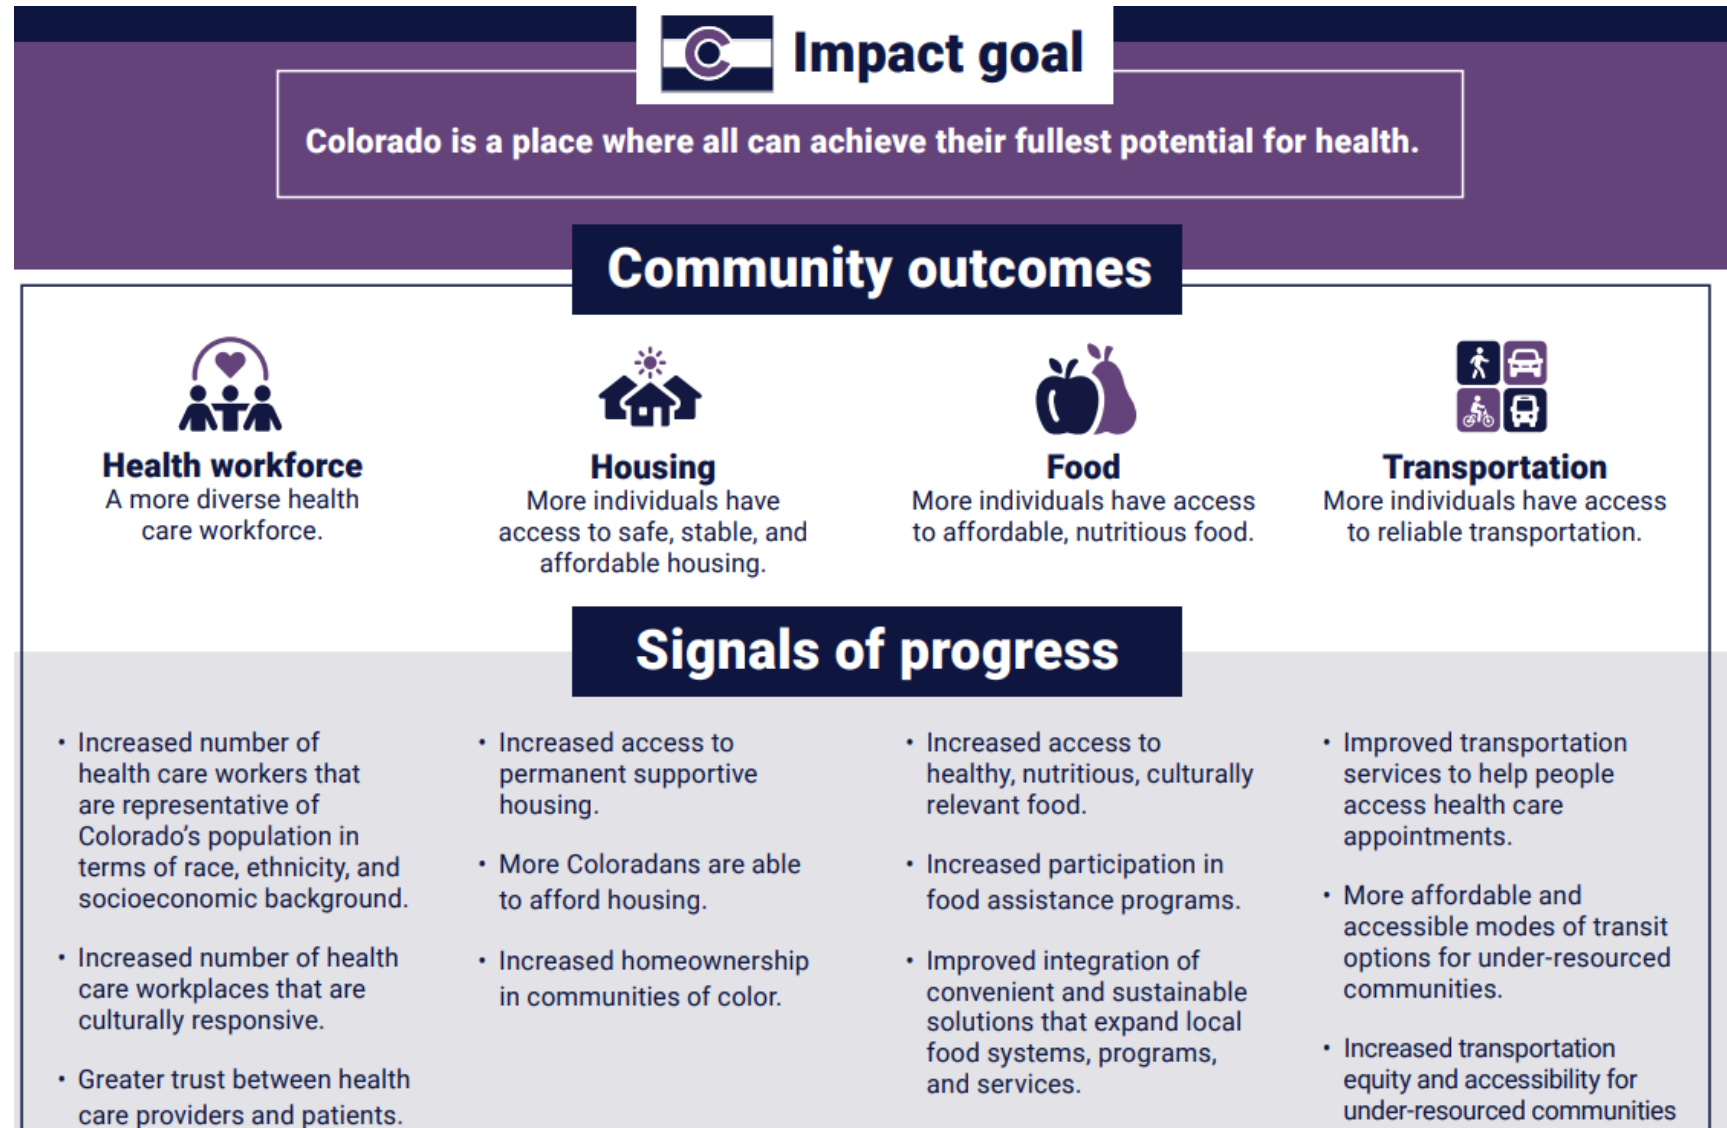 Impact goal
Colorado is a place where all can achieve their fullest potential for health.
Community outcomes
Health workforce
A more diverse health
care workforce.
Housing
More individuals have
access to safe, stable, and
affordable housing.
Food
More individuals have access
to affordable, nutritious food.
Transportation
More individuals have access
to reliable transportation.
Signals of progress
• Increased number of
health care workers that
are representative of
Colorado's population in
terms of race, ethnicity, and
socioeconomic background.
• Increased number of health
care workplaces that are
culturally responsive.
• Greater trust between health
care providers and patients.
• Increased access to
permanent supportive
housing.
• More Coloradans are able
to afford housing.
• Increased homeownership
in communities of color.
• Increased access to
healthy, nutritious, culturally
relevant food.
• Increased participation in
food assistance programs.
• Improved integration of
convenient and sustainable
solutions that expand local
food systems, programs,
and services.
• Improved transportation
services to help people
access health care
appointments.
• More affordable and
accessible modes of transit
options for under-resourced
communities.
• Increased transportation
equity and accessibility for
under-resourced communities